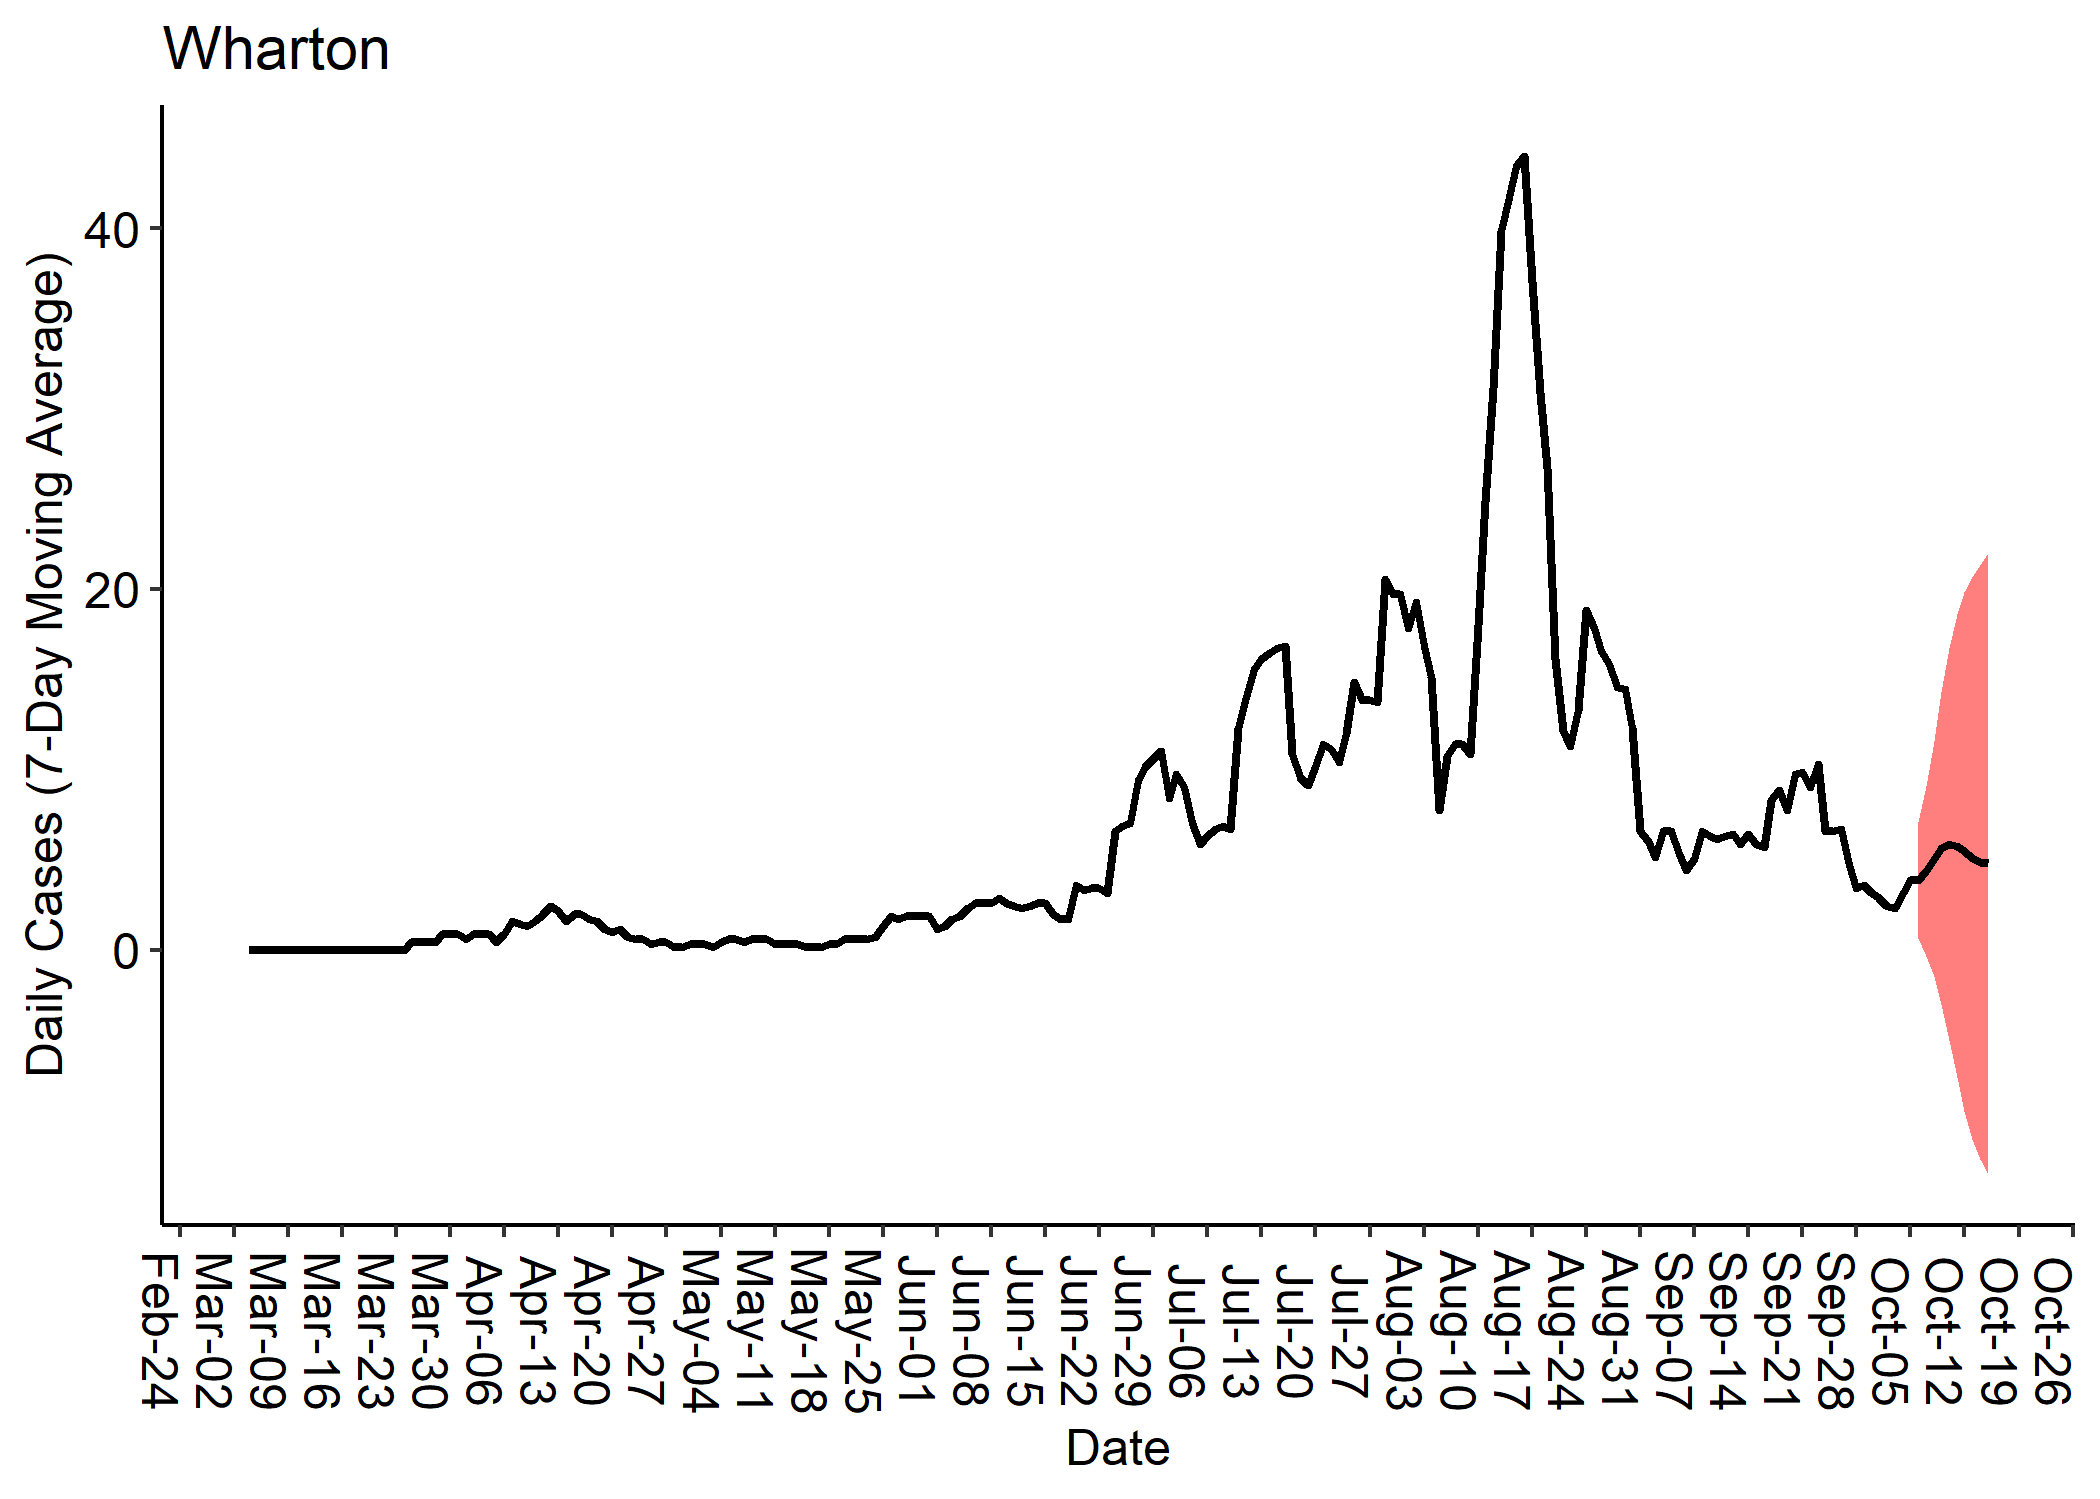 Wharton
Daily Cases (7-Day Moving Average)
40
20
0
Feb-24
Mar-02
Mar-09
Mar-16
Mar-23
Mar-30
Apr-06
Apr-13
Apr-20
Apr-27
May-04
May-11
May-18
May-25
Jun-01
Jun-08
Jun-15
Jun-22
Jun-29
Jul-06
Jul-13
Jul-20
Jul-27
Aug-03
Aug-10
Aug-17
Aug-24
Aug-31
Sep-07
Sep-14
Sep-21
Sep-28
Oct-05
Oct-12
Oct-19
Oct-26
Date